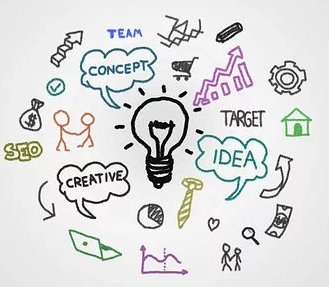 TEAM
CONCEPT
TARGET
SEO
IDEA
CREATIVE
$
$